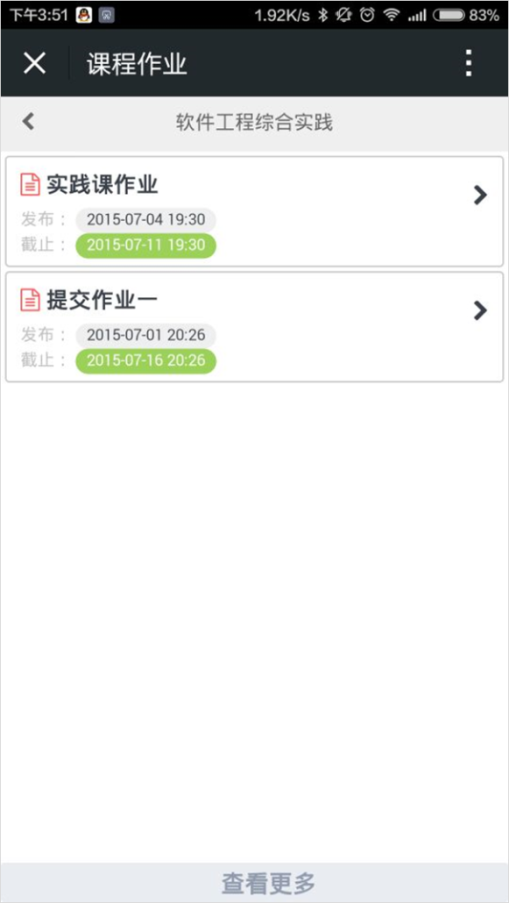 下午3:51 1.92K/s 83%
课程作业
软件工程综合实践
实践课作业
发布： 2015-07-04 19:30
截止： 2015-07-11 19:30
提交作业一
发布： 2015-07-01 20:26
截止： 2015-07-16 20:26
查看更多